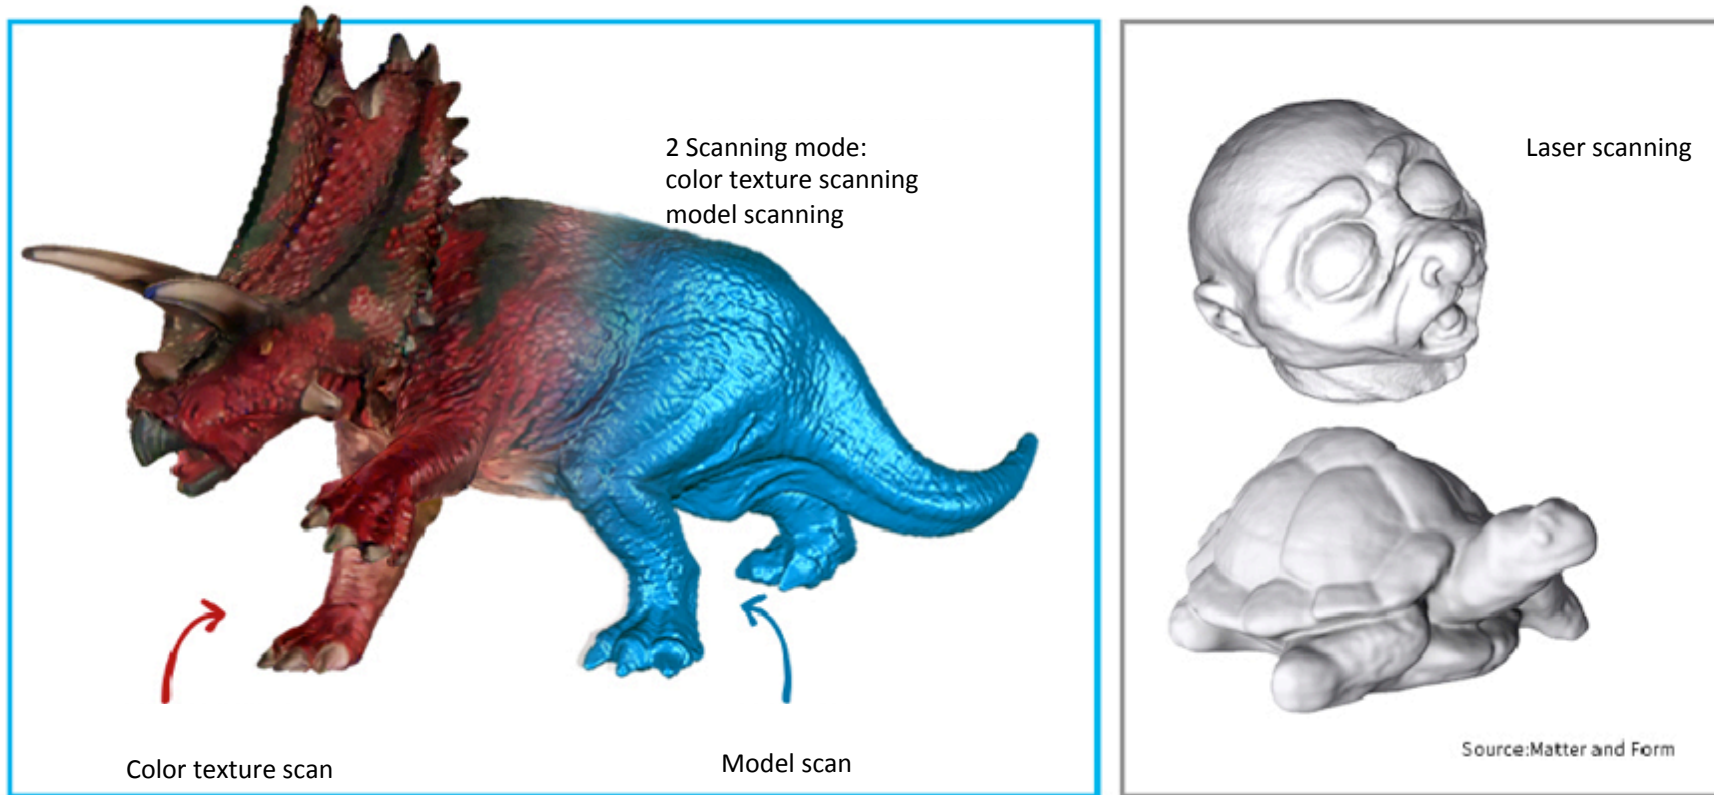 2 Scanning mode:
color texture scanning
model scanning
Color texture scan
Model scan
Laser scanning
Source:Matter and Form